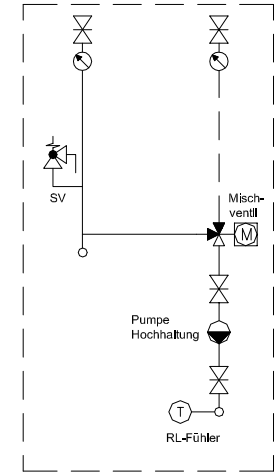 SV
Misch-
ventil
M
Pumpe
Hochhaltung
T
RL-Fühler